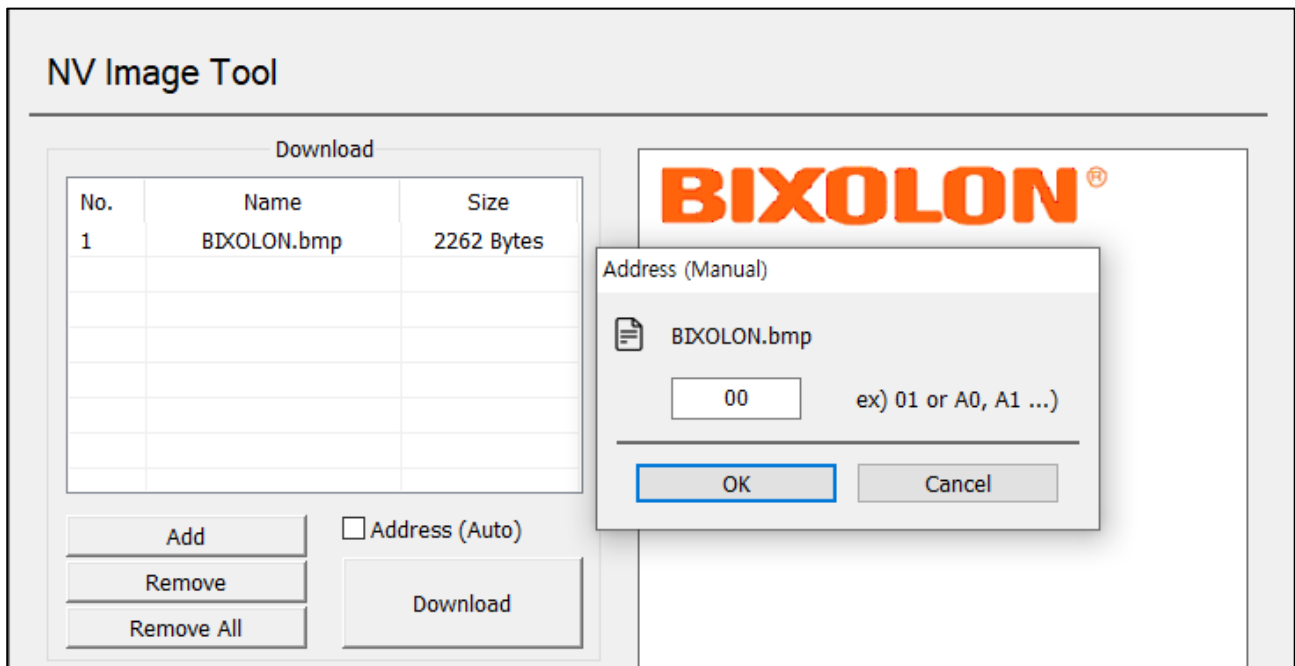 NV Image Tool
Download
No. Name Size
1 BIXOLON.bmp 2262 Bytes
Add
Remove
Remove All
Address (Auto)
Download
BIXOLON®
Address (Manual)
BIXOLON.bmp
00 ex) 01 or A0, A1 ...)
OK Cancel